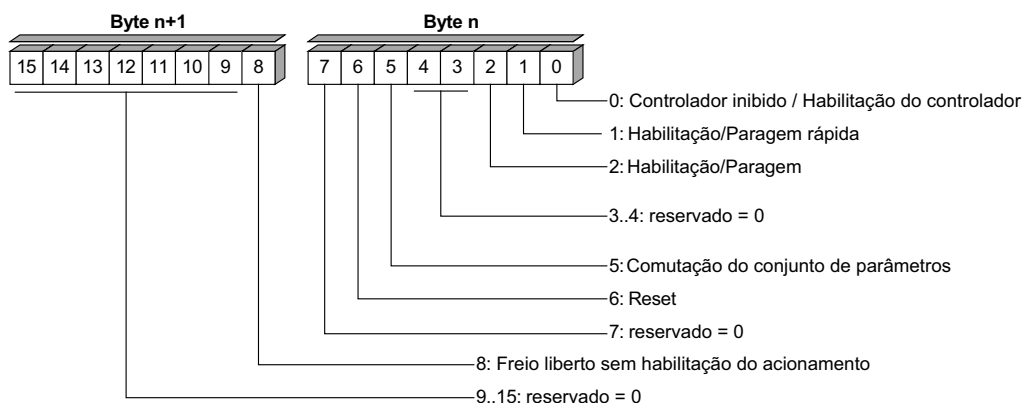 Byte n+1 Byte n
15 14 13 12 11 10 9 8 7 6 5 4 3 2 1 0
0: Controlador inibido / Habilitação do controlador
1: Habilitação/Paragem rápida
2: Habilitação/Paragem
3..4: reservado = 0
5: Comutação do conjunto de parâmetros
6: Reset
7: reservado = 0
8: Freio liberto sem habilitação do acionamento
9..15: reservado = 0